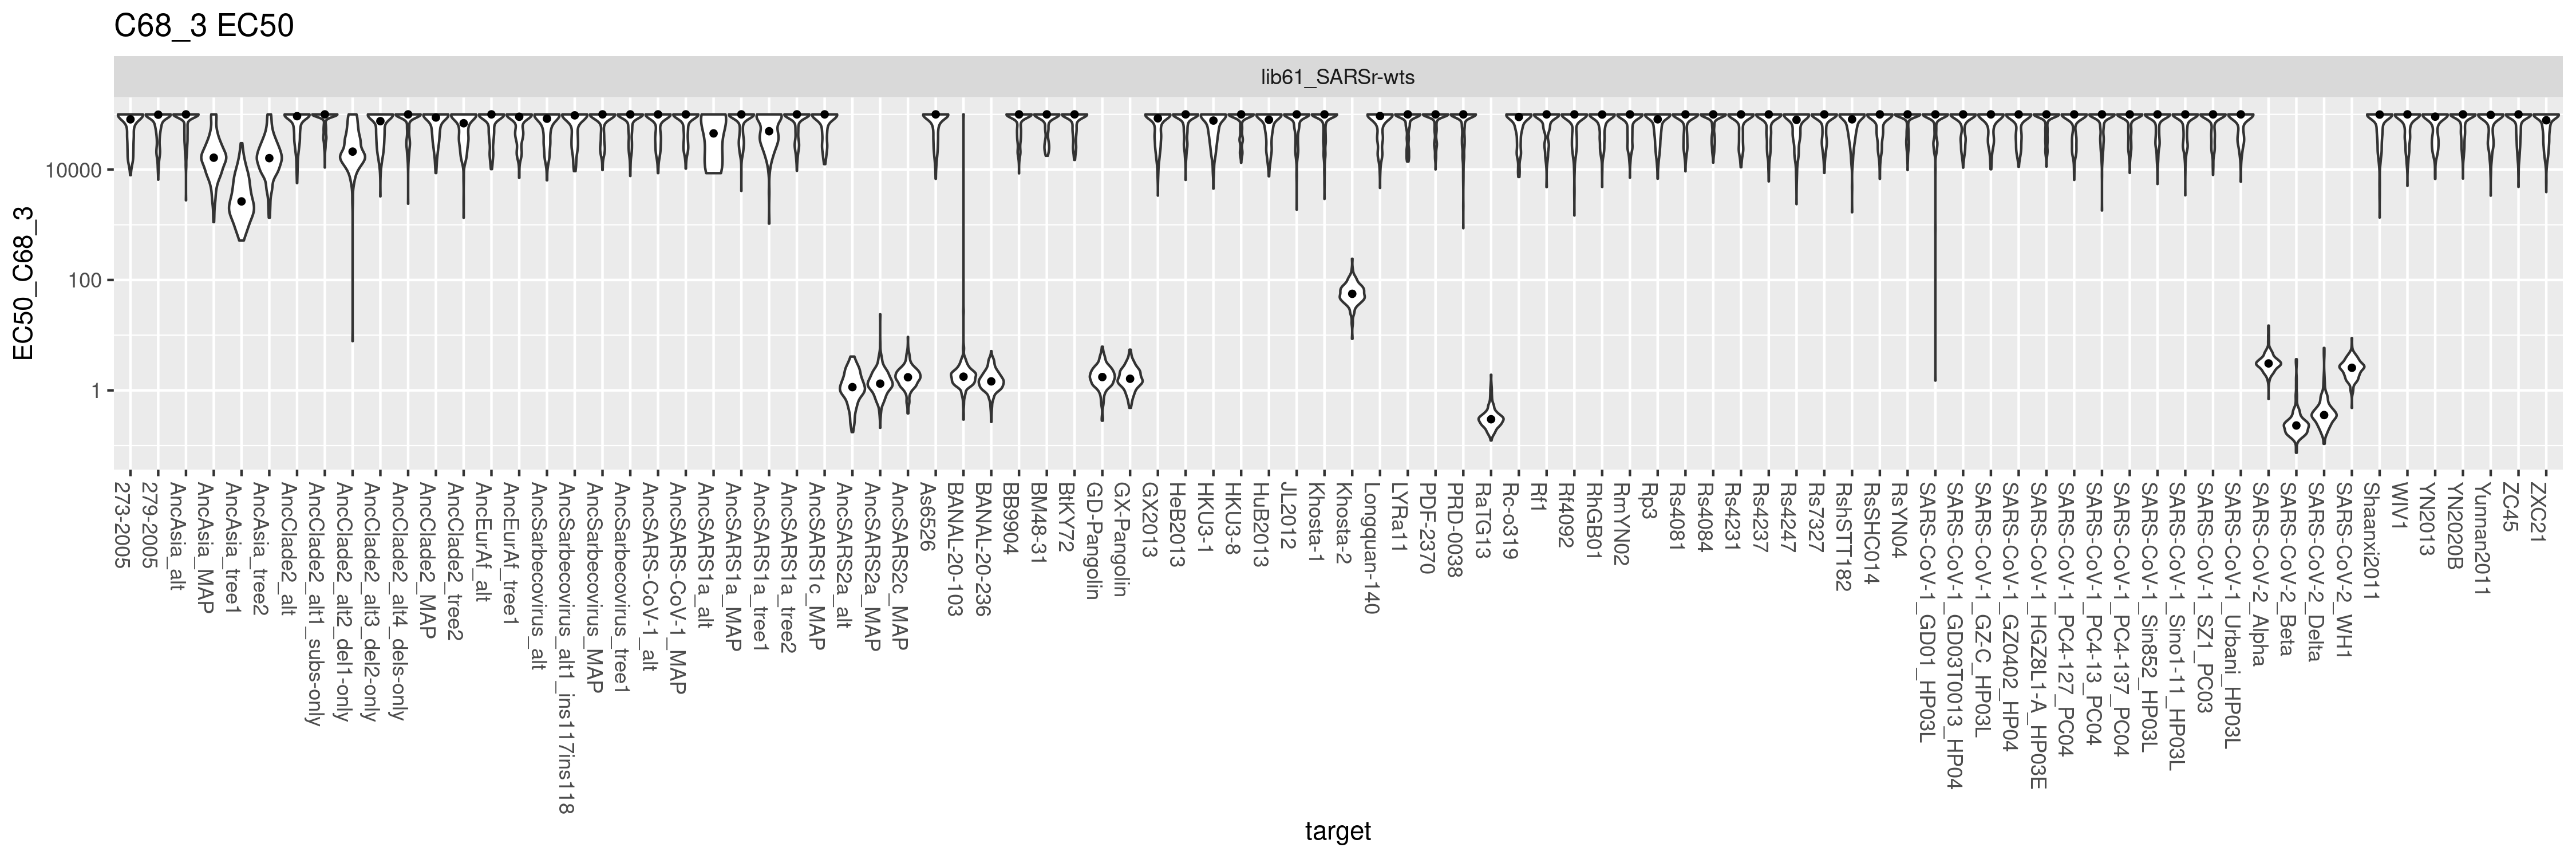 C68_3 EC50
lib61_SARSr-wts
EC50_C68_3
10000
100
1
273-2005
279-2005
AncAsia_alt
AncAsia_MAP
AncAsia_tree1
AncAsia_tree2
AncClade2_alt
AncClade2_alt1_subs-only
AncClade2_alt2_del1-only
AncClade2_alt3_del2-only
AncClade2_alt4_dels-only
AncClade2_MAP
AncClade2_tree2
AncEurAf_alt
AncEurAf_tree1
AncSarbecovirus_alt
AncSarbecovirus_alt1_ins117ins118
AncSarbecovirus_MAP
AncSarbecovirus_tree1
AncSARS-CoV-1_alt
AncSARS-CoV-1_MAP
AncSARS1a_alt
AncSARS1a_MAP
AncSARS1a_tree1
AncSARS1a_tree2
AncSARS1c_MAP
AncSARS2a_alt
AncSARS2a_MAP
AncSARS2c_MAP
As6526
BANAL-20-103
BANAL-20-236
BB9904
BM48-31
BtKY72
GD-Pangolin
GX-Pangolin
GX2013
HeB2013
HKU3-1
HKU3-8
HuB2013
JL2012
Khosta-1
Khosta-2
Longquan-140
LYRa11
PDF-2370
PRD-0038
RaTG13
Rc-o319
Rf1
Rf4092
RhGB01
RmYN02
Rp3
Rs4081
Rs4084
Rs4231
Rs4237
Rs4247
Rs7327
RshSTT182
RsSHC014
RsYN04
SARS-CoV-1_GD01_HP03L
SARS-CoV-1_GD03T0013_HP04
SARS-CoV-1_GZ-C_HP03L
SARS-CoV-1_GZ0402_HP04
SARS-CoV-1_HGZ8L1-A_HP03E
SARS-CoV-1_PC4-127_PC04
SARS-CoV-1_PC4-13_PC04
SARS-CoV-1_PC4-137_PC04
SARS-CoV-1_Sin852_HP03L
SARS-CoV-1_Sino1-11_HP03L
SARS-CoV-1_SZ1_PC03
SARS-CoV-1_Urbani_HP03L
SARS-CoV-2_Alpha
SARS-CoV-2_Beta
SARS-CoV-2_Delta
SARS-CoV-2_WH1
Shaanxi2011
WIV1
YN2013
YN2020B
Yunnan2011
ZC45
ZXC21
target